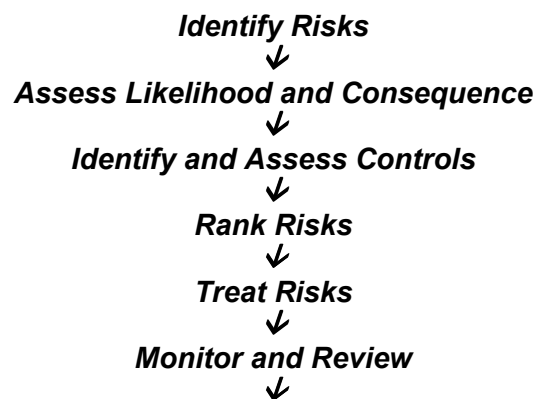 Identify Risks
Assess Likelihood and Consequence
Identify and Assess Controls
Rank Risks
Treat Risks
Monitor and Review